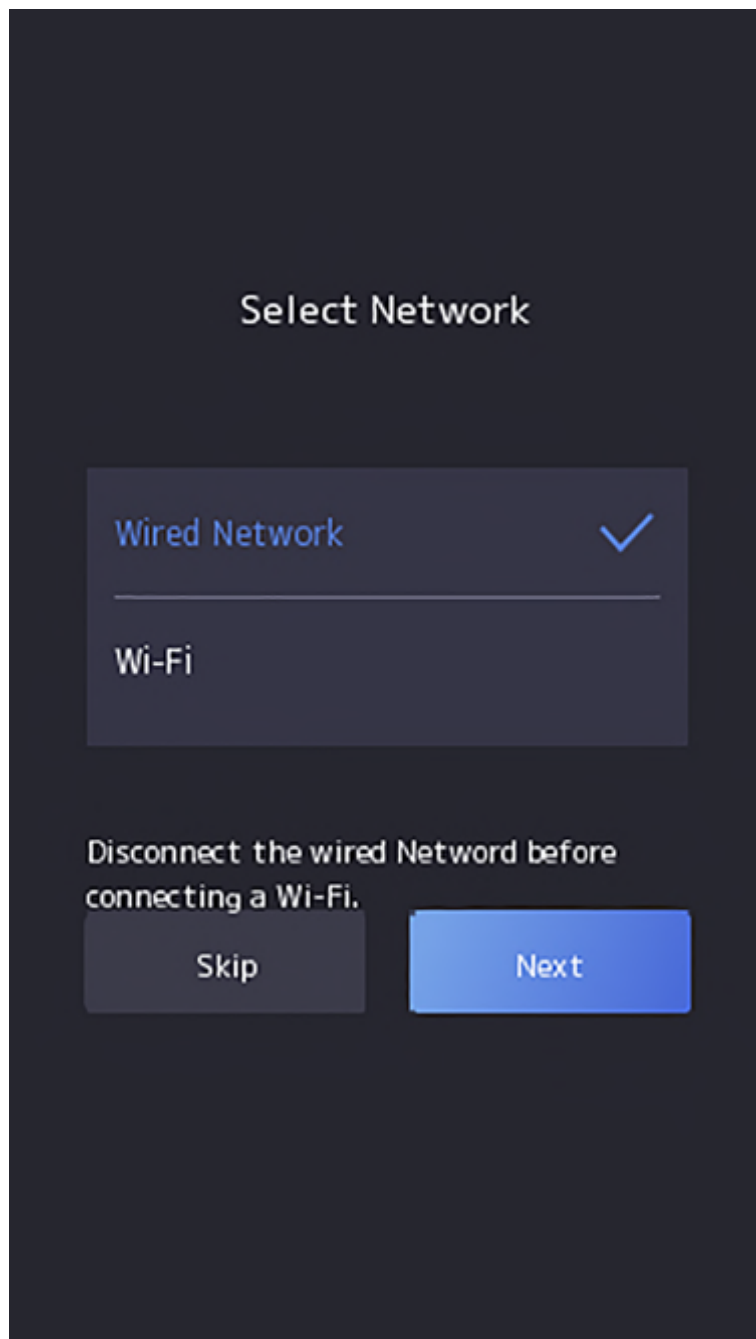 Select Network
Wired Network
Wi-Fi
Disconnect the wired Netword before
connecting a Wi-Fi.
Skip
Next